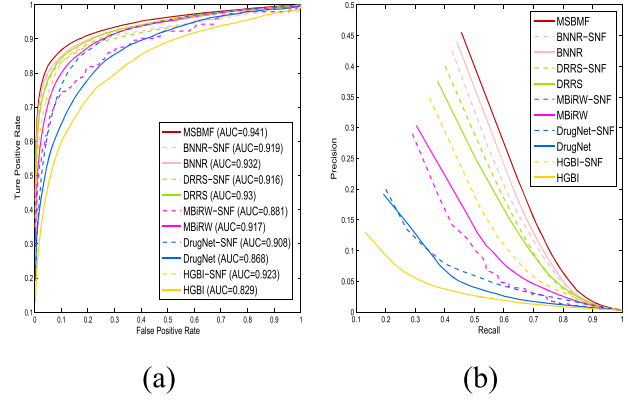 1
0.9
0.8
0.7
0.6
0.5
0.4
0.3
0.2
0.1
0 0.1 0.2 0.3 0.4 0.5 0.6 0.7 0.8 0.9 1
Ture Positive Rate
False Positive Rate
MSBMF (AUC=0.941)
BNNR-SNF (AUC=0.919)
BNNR (AUC=0.932)
DRRS-SNF (AUC=0.916)
DRRS (AUC=0.93)
MBiRW-SNF (AUC=0.881)
MBiRW (AUC=0.917)
DrugNet-SNF (AUC=0.908)
DrugNet (AUC=0.868)
HGBI-SNF (AUC=0.923)
HGBI (AUC=0.829)
(a)
0.5
0.45
0.4
0.35
0.3
0.25
0.2
0.15
0.1
0.05
0
0.1 0.2 0.3 0.4 0.5 0.6 0.7 0.8 0.9 1
Precision
Recall
MSBMF
BNNR-SNF
BNNR
DRRS-SNF
DRRS
MBiRW-SNF
MBiRW
DrugNet-SNF
DrugNet
HGBI-SNF
HGBI
(b)